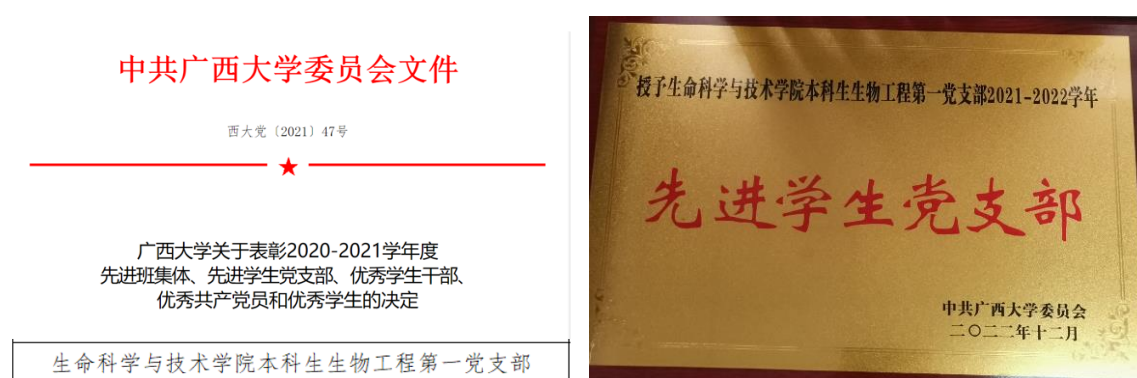 中共广西大学委员会文件
西大党〔2021〕47号
广西大学关于表彰2020-2021学年度
先进班集体、先进学生党支部、优秀学生干部、
优秀共产党员和优秀学生的决定
生命科学与技术学院本科生生物工程第一党支部
授予生命科学与技术学院本科生生物工程第一党支部2021-2022学年
先进学生党支部
中共广西大学委员会
二〇二二年十二月